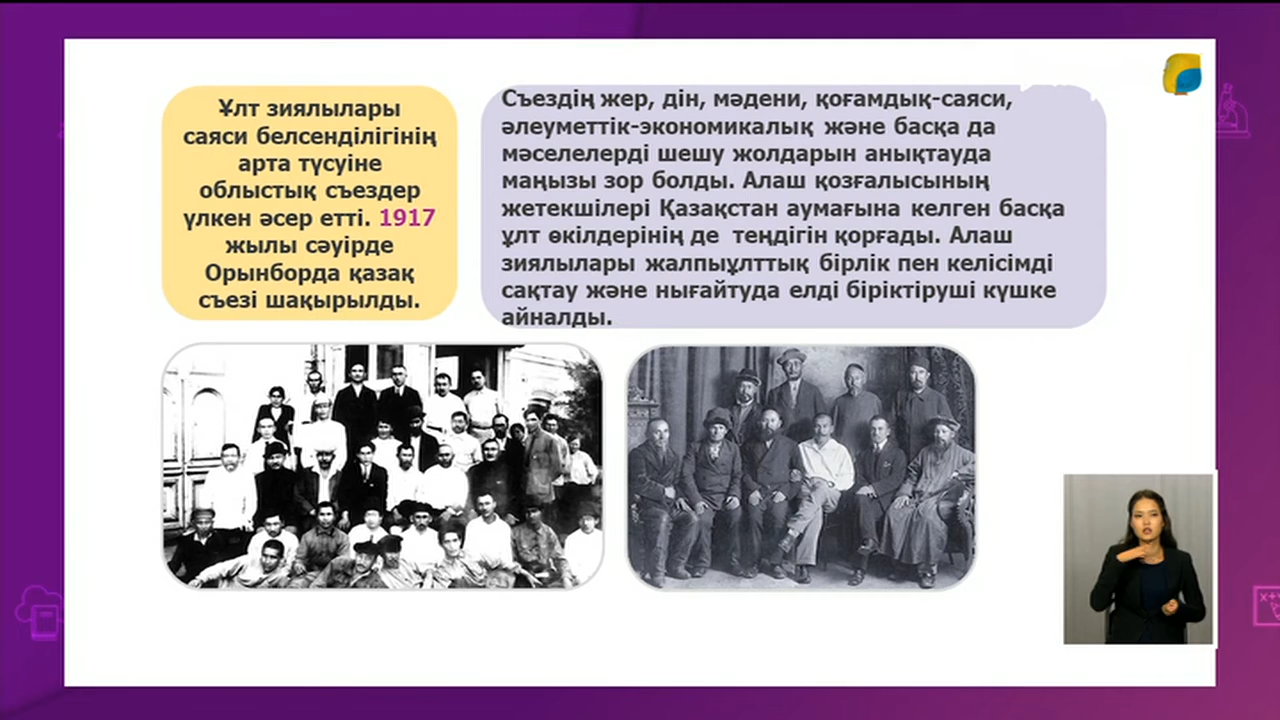 Ұлт зиялылары
саяси белсенділігінің
арта түсуіне
облыстық съездер
үлкен әсер етті. 1917
жылы сәуірде
Орынборда қазақ
съезі шақырылды.
Съездің жер, дін, мәдени, қоғамдық-саяси,
әлеуметтік-экономикалық және басқа да
мәселелерді шешу жолдарын анықтауда
маңызы зор болды. Алаш қозғалысының
жетекшілері Қазақстан аумағына келген басқа
ұлт өкілдерінің де теңдігін қорғады. Алаш
зиялылары жалпыұлттық бірлік пен келісімді
сақтау және нығайтуда елді біріктіруші күшке
айналды.